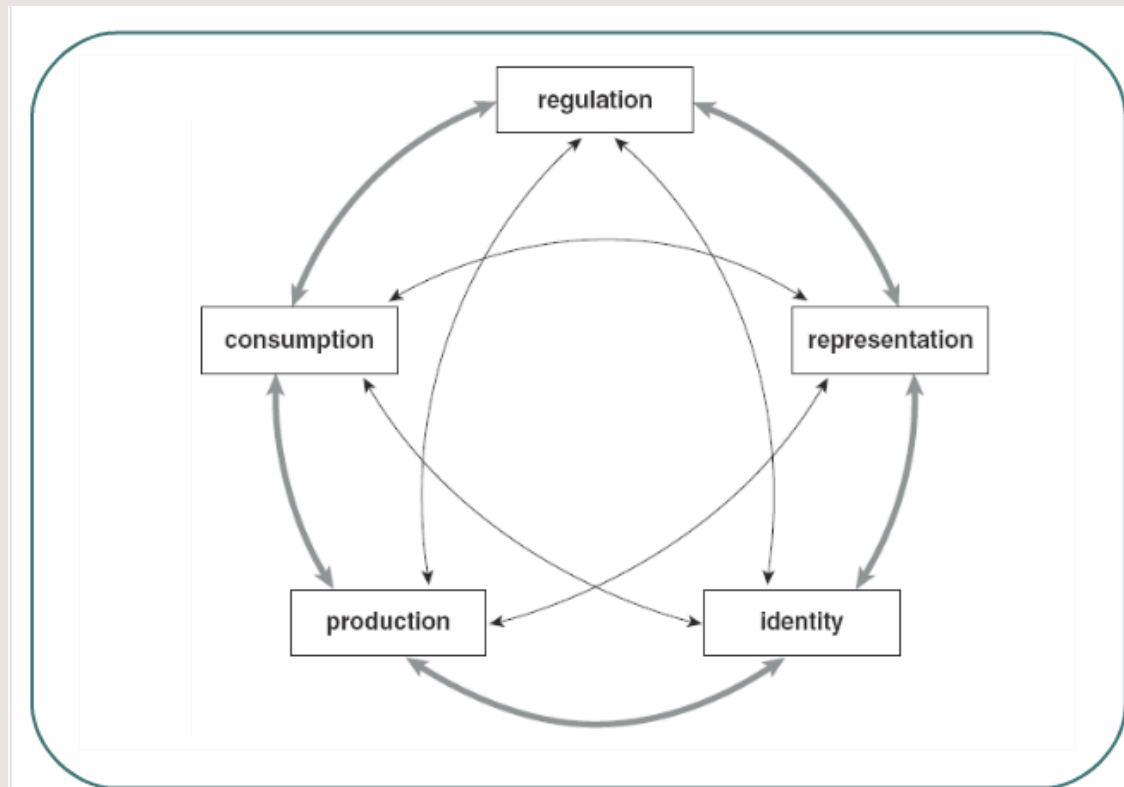 regulation
consumption
representation
production
identity